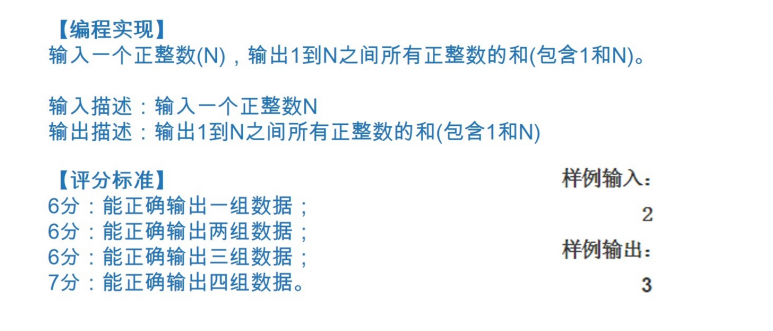 【编程实现】
输入一个正整数(N)，输出1到N之间所有正整数的和(包含1和N)。
输入描述：输入一个正整数N
输出描述：输出1到N之间所有正整数的和(包含1和N)
【评分标准】
6分：能正确输出一组数据；
6分：能正确输出两组数据；
6分：能正确输出三组数据；
7分：能正确输出四组数据。
样例输入：
2
样例输出：
3